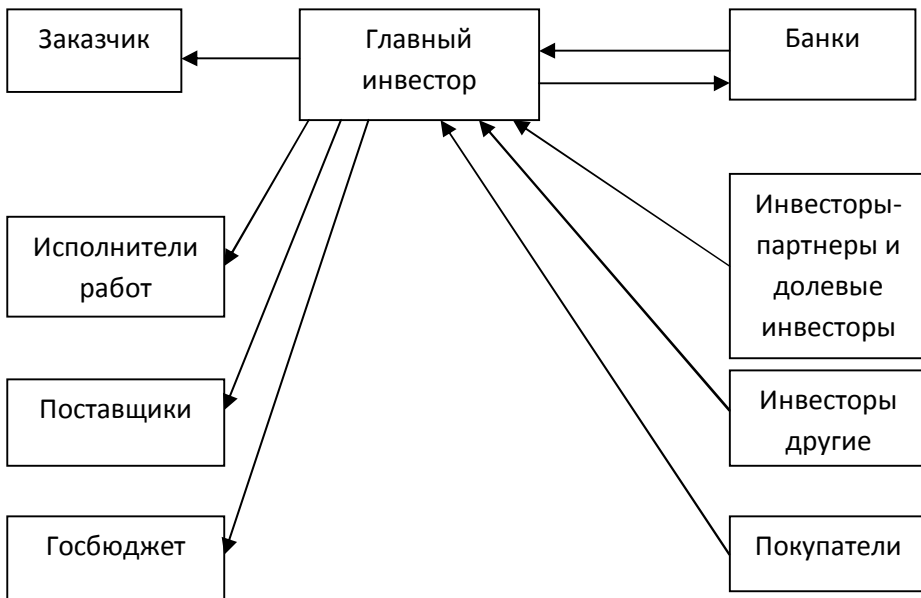 Заказчик
Главный
инвестор
Банки
Исполнители
работ
Инвесторы-
партнеры и
долевые
инвесторы
Поставщики
Инвесторы
другие
Госбюджет
Покупатели